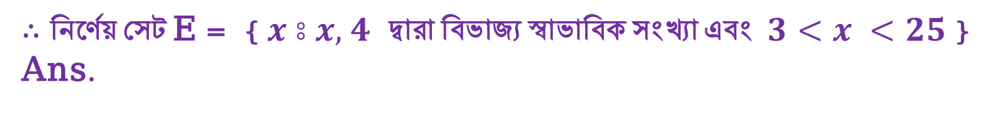 ∴ নির্ণেয় সেট E = { x ঃ x, 4 দ্বারা বিভাজ্য স্বাভাবিক সংখ্যা এবং 3 < x < 25 }
Ans.